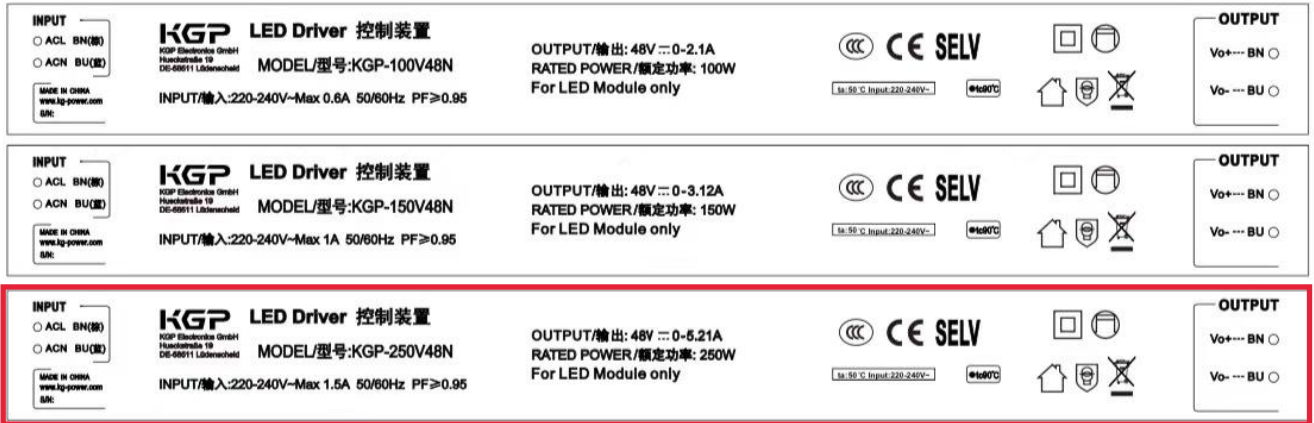 INPUT
ACL BN(棕)
ACN BU(蓝)
MADE IN CHINA
www.kg-power.com
S/N:
KGP
KGP Electronics GmbH
Hueckstraße 19
DE-58511 Lüdenscheid
LED Driver 控制装置
MODEL/型号:KGP-100V48N
INPUT/输入:220-240V~Max 0.6A 50/60Hz PF≥0.95
OUTPUT/输出: 48V⎓0-2.1A
RATED POWER/额定功率: 100W
For LED Module only
CCC CE SELV
ta:50℃ Input:220-240V~
tc90℃
OUTPUT
Vo+--- BN
Vo- --- BU
INPUT
ACL BN(棕)
ACN BU(蓝)
MADE IN CHINA
www.kg-power.com
S/N:
KGP
KGP Electronics GmbH
Hueckstraße 19
DE-58511 Lüdenscheid
LED Driver 控制装置
MODEL/型号:KGP-150V48N
INPUT/输入:220-240V~Max 1A 50/60Hz PF≥0.95
OUTPUT/输出: 48V⎓0-3.12A
RATED POWER/额定功率: 150W
For LED Module only
CCC CE SELV
ta:50℃ Input:220-240V~
tc90℃
OUTPUT
Vo+--- BN
Vo- --- BU
INPUT
ACL BN(棕)
ACN BU(蓝)
MADE IN CHINA
www.kg-power.com
S/N:
KGP
KGP Electronics GmbH
Hueckstraße 19
DE-58511 Lüdenscheid
LED Driver 控制装置
MODEL/型号:KGP-250V48N
INPUT/输入:220-240V~Max 1.5A 50/60Hz PF≥0.95
OUTPUT/输出: 48V⎓0-5.21A
RATED POWER/额定功率: 250W
For LED Module only
CCC CE SELV
ta:50℃ Input:220-240V~
tc90℃
OUTPUT
Vo+--- BN
Vo- --- BU